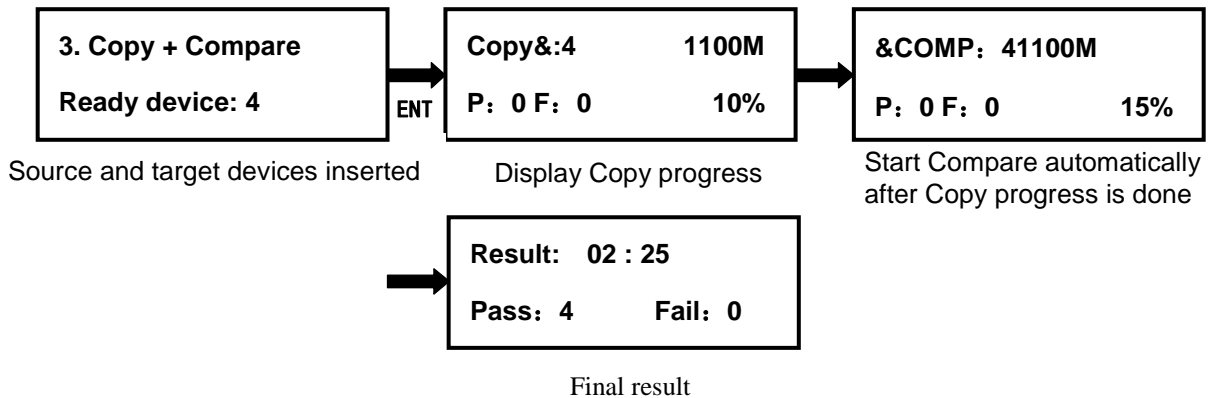 3. Copy + Compare
Ready device: 4
ENT
Copy&:4 1100M
P：0 F：0 10%
&COMP：41100M
P：0 F：0 15%
Source and target devices inserted
Display Copy progress
Start Compare automatically
after Copy progress is done
Result: 02 : 25
Pass：4 Fail：0
Final result